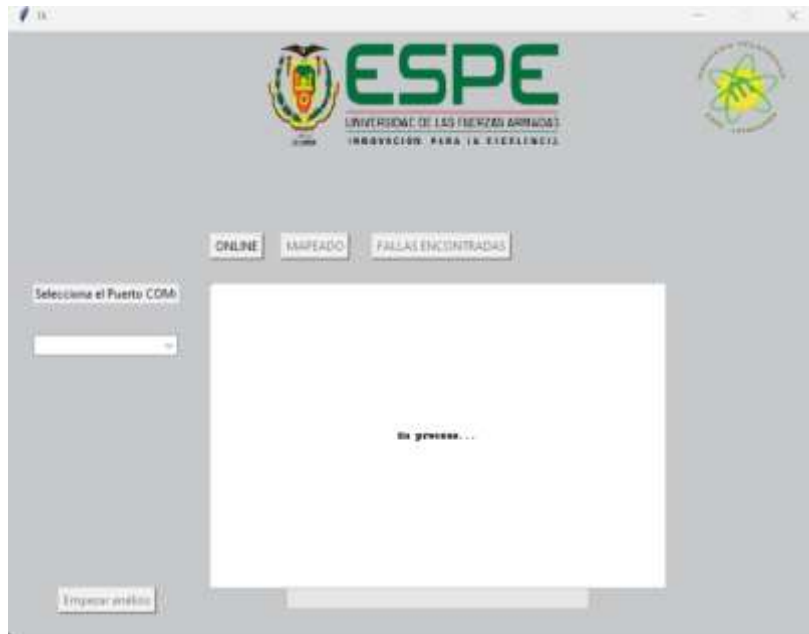 ESPE
UNIVERSIDAD DE LAS FUERZAS ARMADAS
INNOVACIÓN PARA LA EXCELENCIA
ONLINE
MAPEADO
FALLAS ENCONTRADAS
Selecciona el Puerto COM:
En proceso...
Empezar análisis